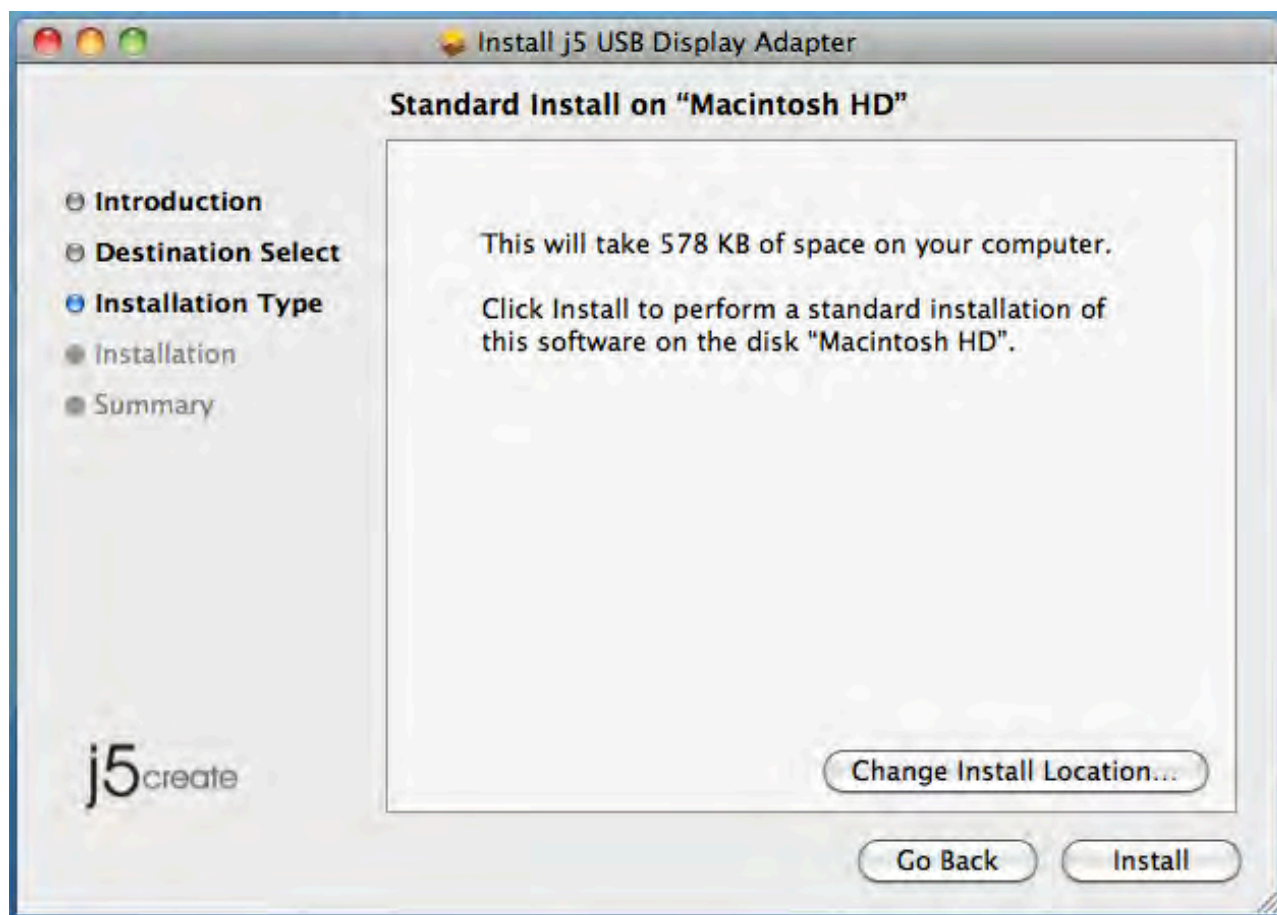 Install j5 USB Display Adapter
Standard Install on “Macintosh HD”
Introduction
Destination Select
Installation Type
Installation
Summary
This will take 578 KB of space on your computer.
Click Install to perform a standard installation of
this software on the disk “Macintosh HD”.
j5create
Change Install Location...
Go Back
Install